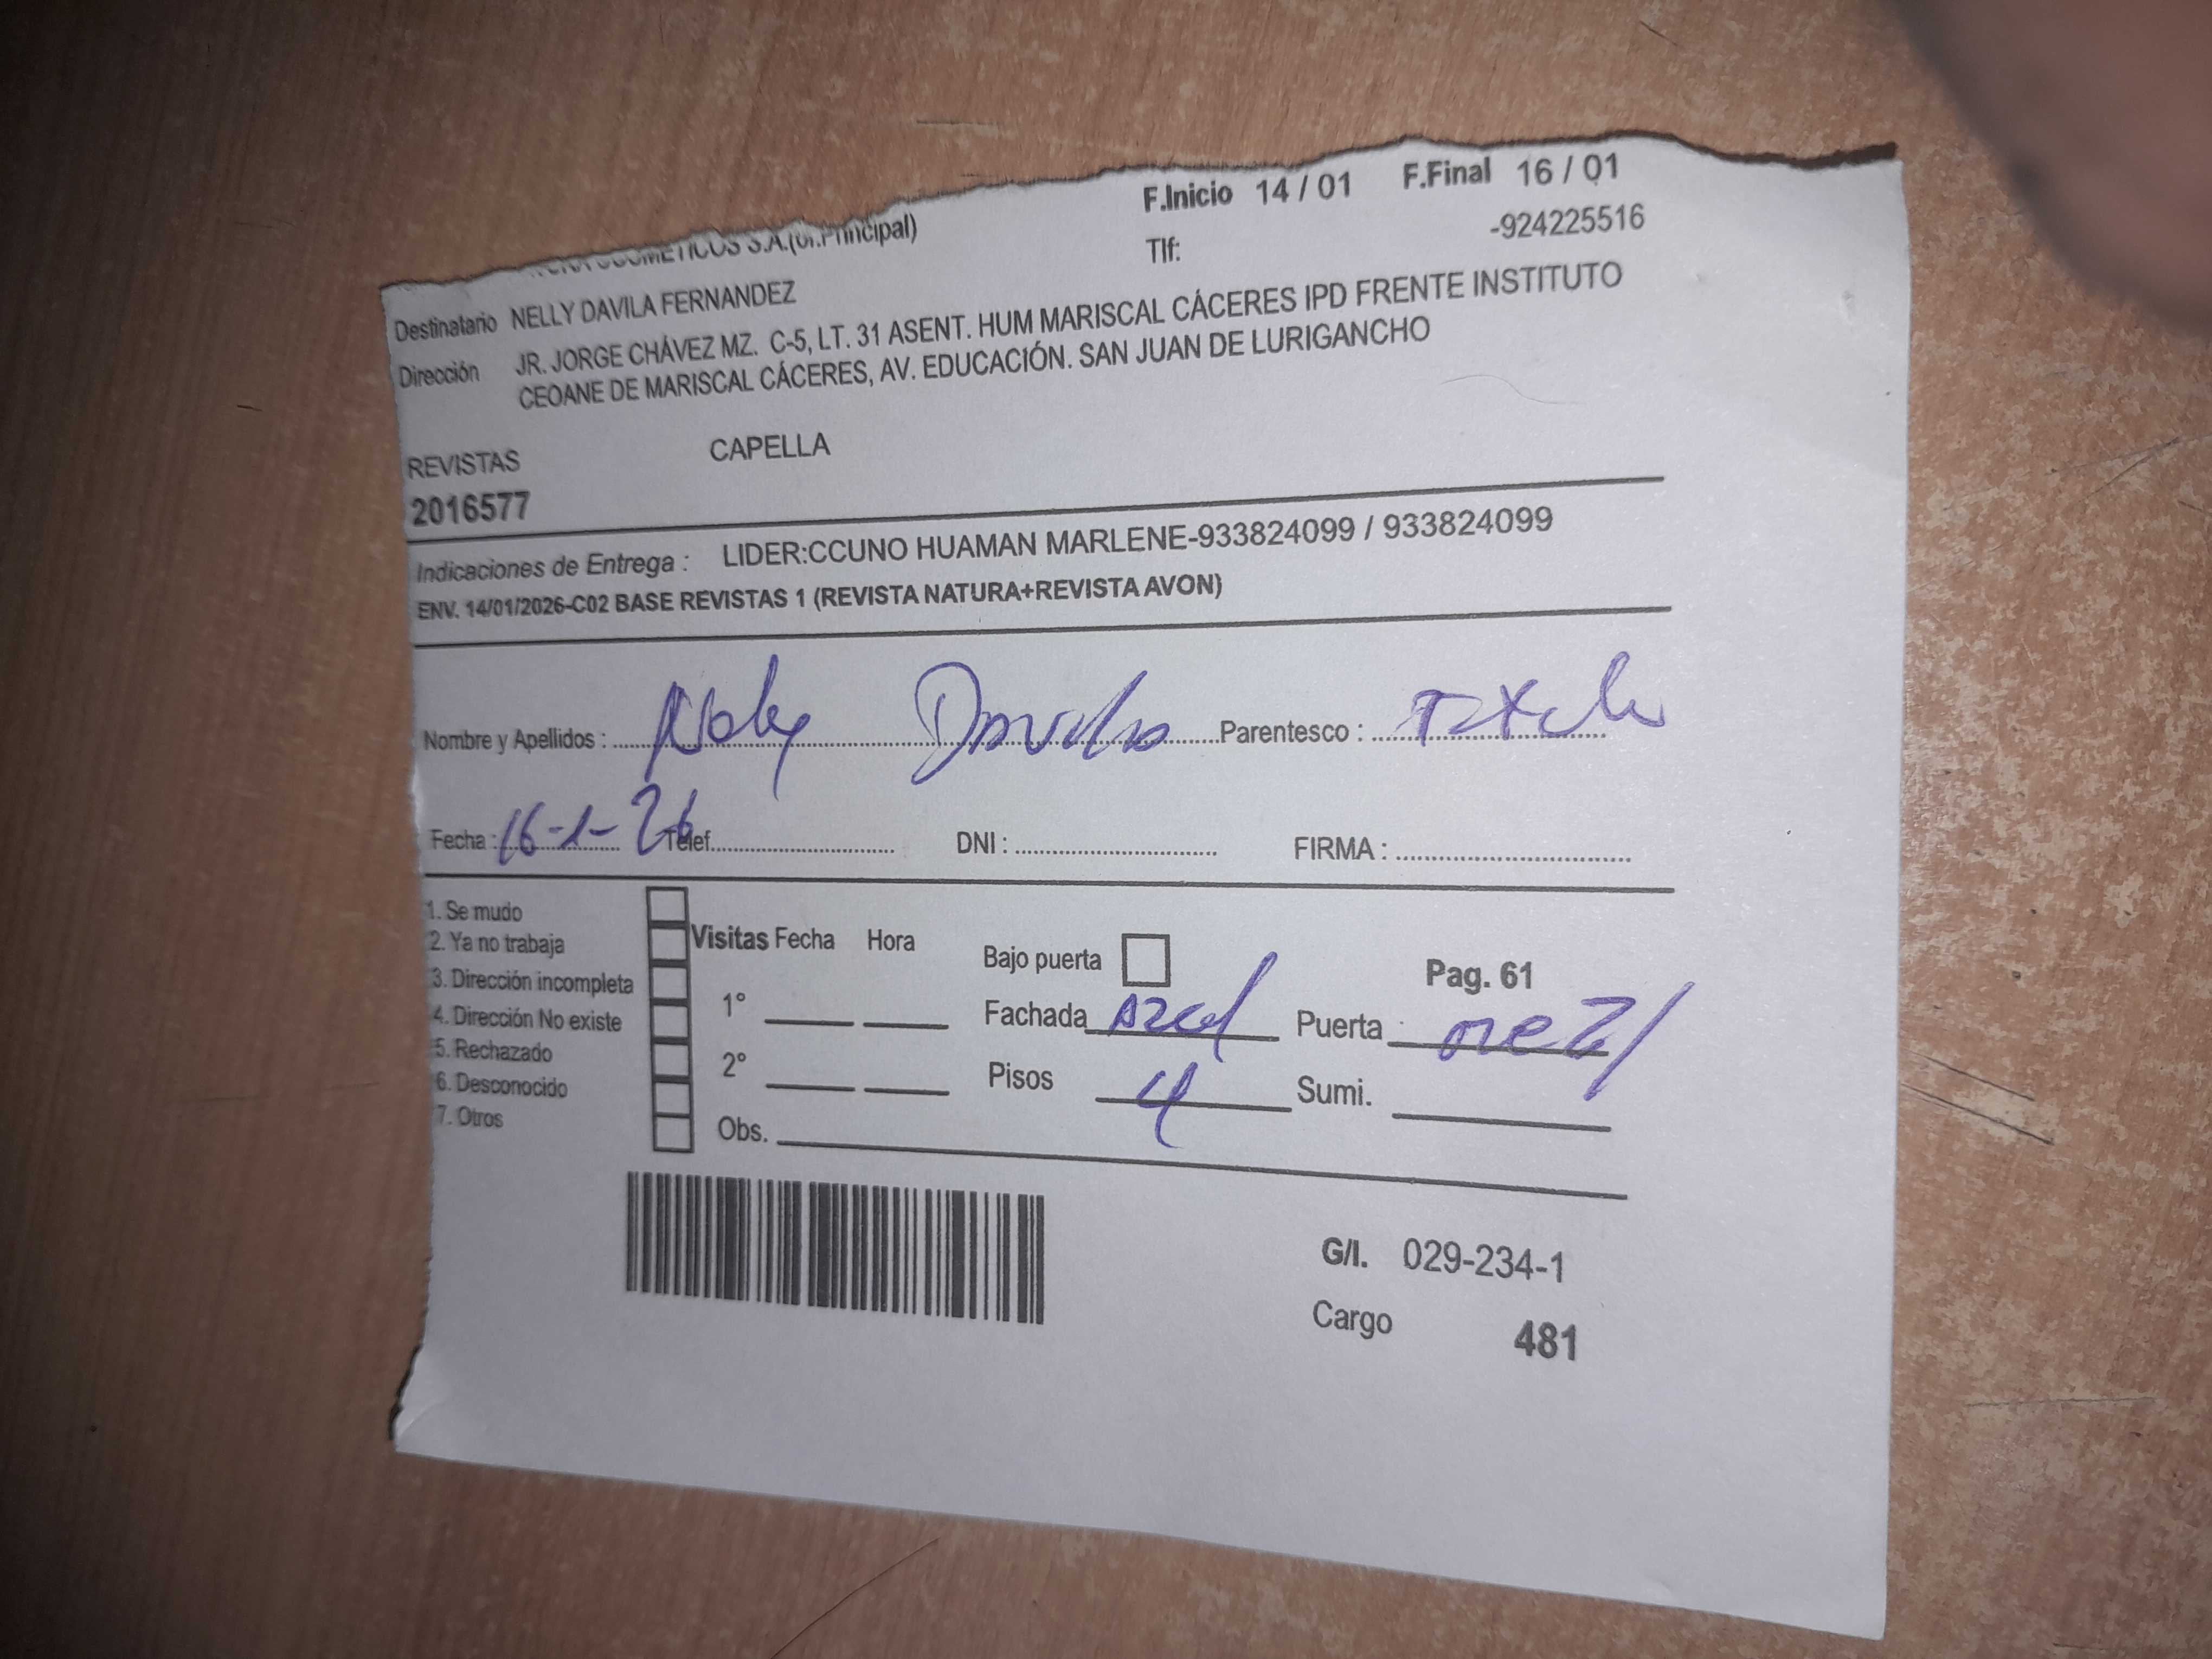 COSMETICOS S.A.(of.Principal) F.Inicio 14 / 01 F.Final 16 / 01
Tlf: -924225516
Destinatario NELLY DAVILA FERNANDEZ
Dirección JR. JORGE CHÁVEZ MZ. C-5, LT. 31 ASENT. HUM MARISCAL CÁCERES IPD FRENTE INSTITUTO
CEOANE DE MARISCAL CÁCERES, AV. EDUCACIÓN. SAN JUAN DE LURIGANCHO
REVISTAS CAPELLA
2016577
Indicaciones de Entrega : LIDER:CCUNO HUAMAN MARLENE-933824099 / 933824099
ENV. 14/01/2026-C02 BASE REVISTAS 1 (REVISTA NATURA+REVISTA AVON)
Nombre y Apellidos : Nelly Davila Parentesco :
Fecha : 16-1-26 Telef. DNI : FIRMA :
1. Se mudo
2. Ya no trabaja Visitas Fecha Hora Bajo puerta Pag. 61
3. Dirección incompleta 1° Fachada Azul Puerta
4. Dirección No existe
5. Rechazado 2° Pisos 4 Sumi.
6. Desconocido
7. Otros Obs.
G/I. 029-234-1
Cargo 481